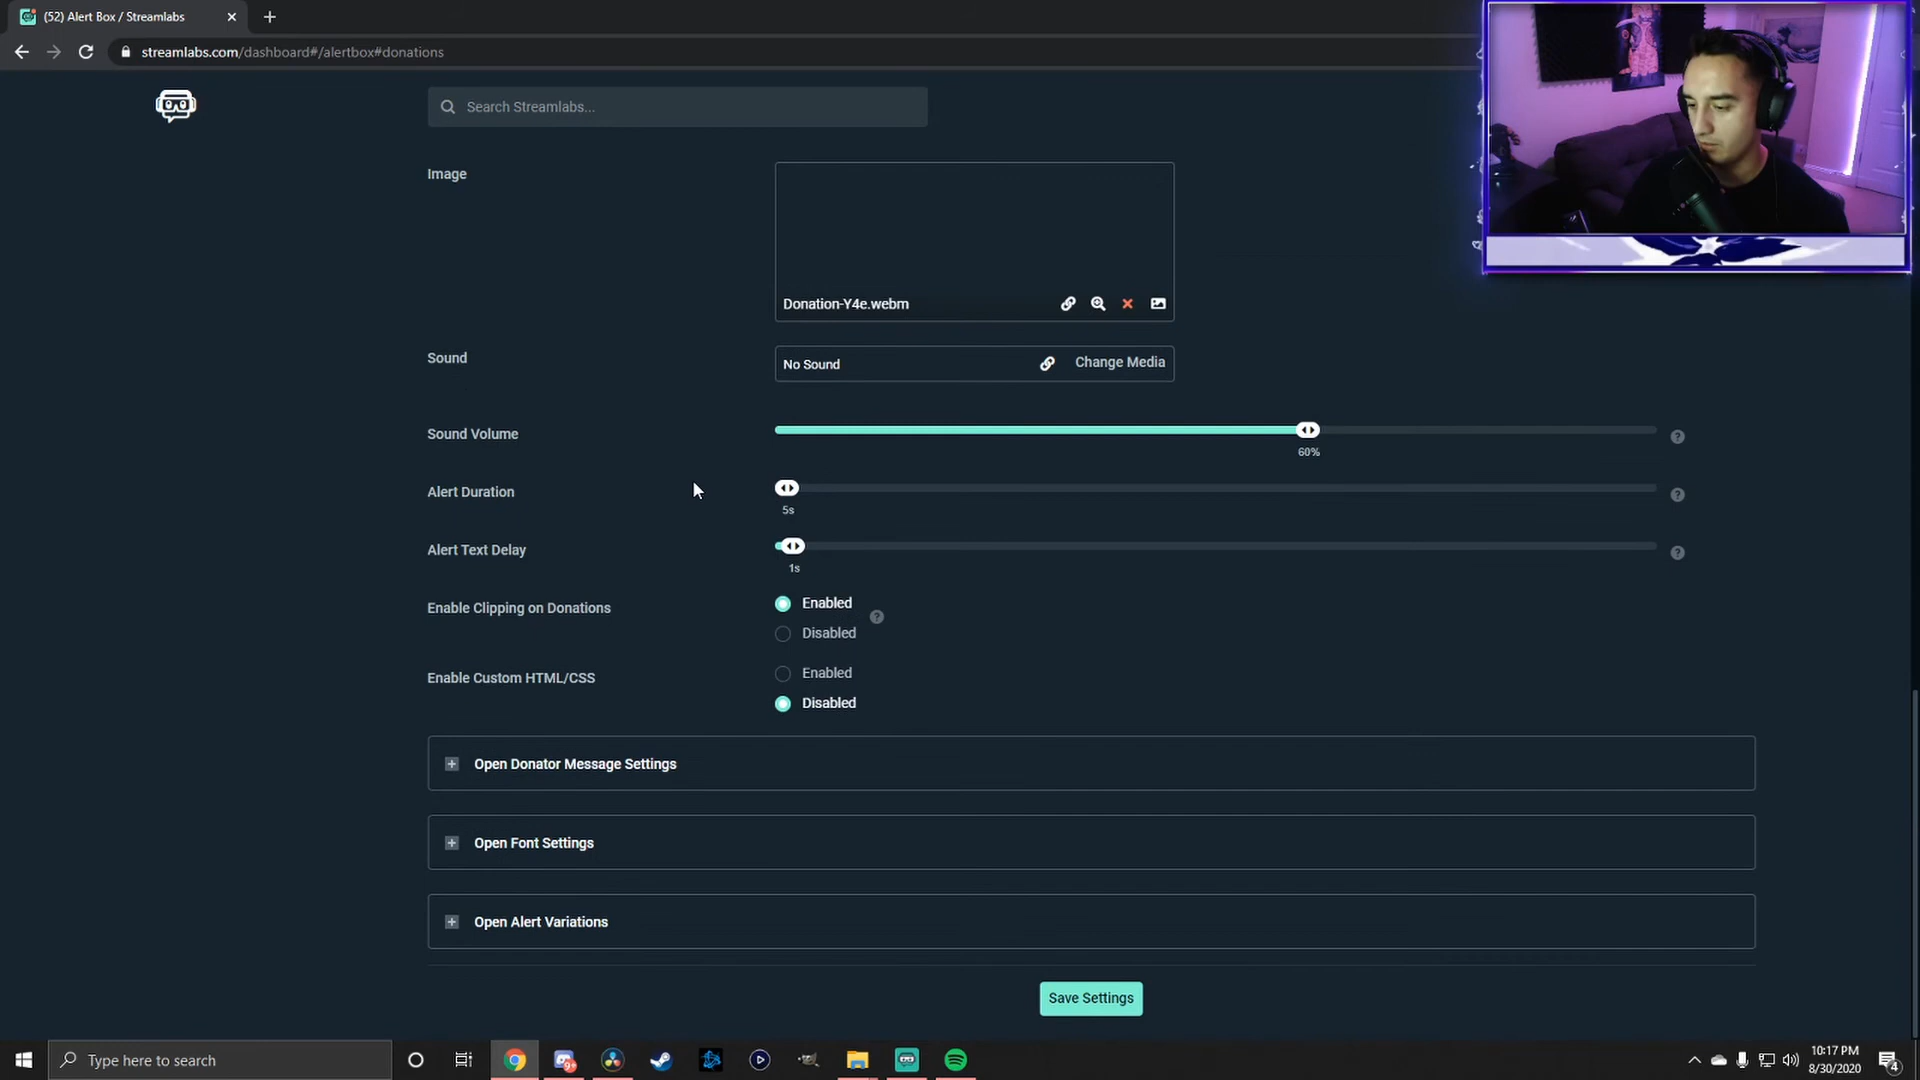 (52) Alert Box / Streamlabs
streamlabs.com/dashboard#/alertbox#donations
Search Streamlabs...
Image
Donation-Y4e.webm
Sound
No Sound
Change Media
Sound Volume
60%
Alert Duration
5s
Alert Text Delay
1s
Enable Clipping on Donations
Enabled
Disabled
Enable Custom HTML/CSS
Enabled
Disabled
Open Donator Message Settings
Open Font Settings
Open Alert Variations
Save Settings
Type here to search
9+
10:17 PM
8/30/2020
4